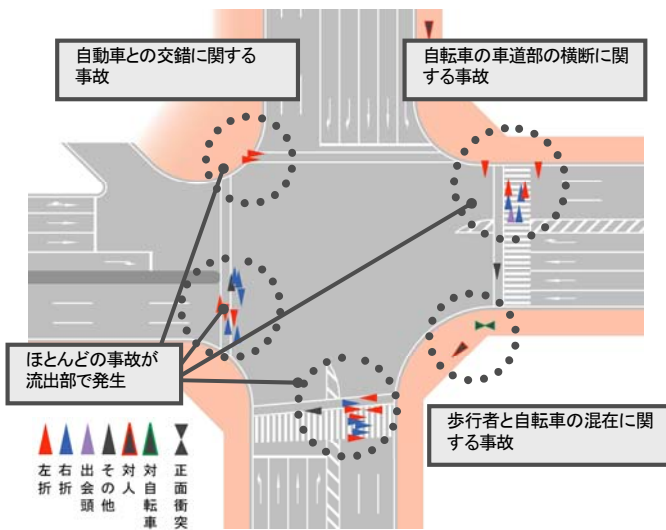 自動車との交錯に関する
事故
自転車の車道部の横断に関
する事故
ほとんどの事故が
流出部で発生
歩行者と自転車の混在に関
する事故
左折
右折
出会頭
その他
対人
対自転車
正面衝突